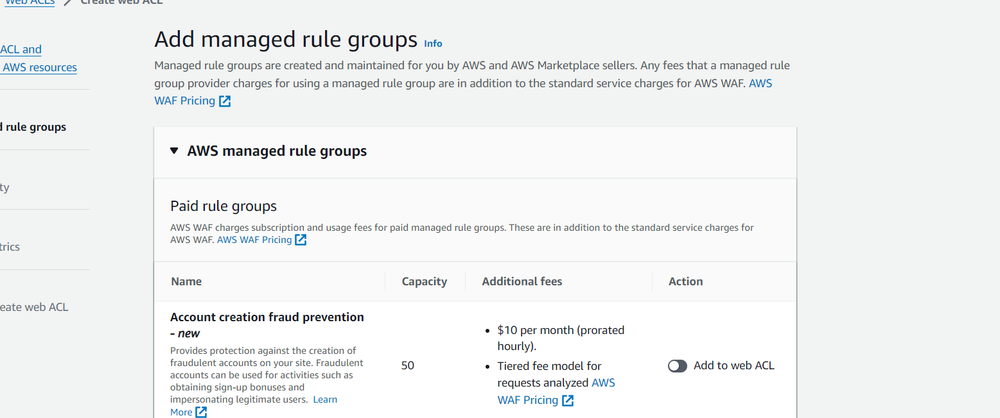 Web ACLs Create web ACL
ACL and
AWS resources
rule groups
Add managed rule groups Info
Managed rule groups are created and maintained for you by AWS and AWS Marketplace sellers. Any fees that a managed rule
group provider charges for using a managed rule group are in addition to the standard service charges for AWS WAF. AWS
WAF Pricing
AWS managed rule groups
Paid rule groups
AWS WAF charges subscription and usage fees for paid managed rule groups. These are in addition to the standard service charges for
AWS WAF. AWS WAF Pricing
web ACL
Name Capacity Additional fees Action
Account creation fraud prevention
- new
Provides protection against the creation of
fraudulent accounts on your site. Fraudulent
accounts can be used for activities such as
obtaining sign-up bonuses and
impersonating legitimate users. Learn
More
50
• $10 per month (prorated
hourly).
• Tiered fee model for
requests analyzed AWS
WAF Pricing
Add to web ACL